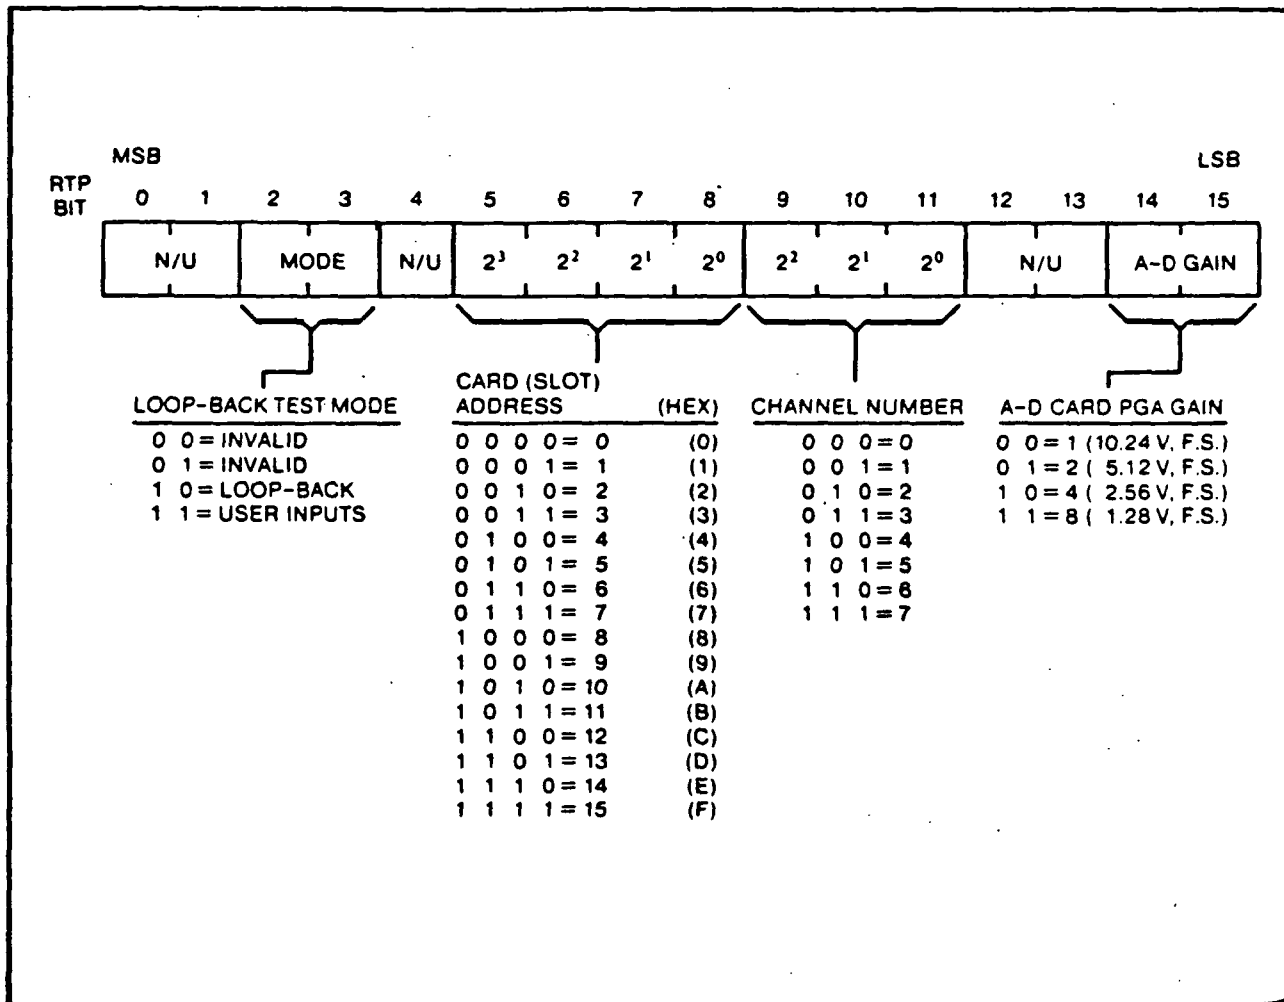 MSB LSB
RTP BIT 0 1 2 3 4 5 6 7 8 9 10 11 12 13 14 15
N/U MODE N/U 2³ 2² 2¹ 2⁰ 2² 2¹ 2⁰ N/U A-D GAIN
LOOP-BACK TEST MODE
0 0 = INVALID
0 1 = INVALID
1 0 = LOOP-BACK
1 1 = USER INPUTS
CARD (SLOT)
ADDRESS (HEX)
0 0 0 0 = 0 (0)
0 0 0 1 = 1 (1)
0 0 1 0 = 2 (2)
0 0 1 1 = 3 (3)
0 1 0 0 = 4 (4)
0 1 0 1 = 5 (5)
0 1 1 0 = 6 (6)
0 1 1 1 = 7 (7)
1 0 0 0 = 8 (8)
1 0 0 1 = 9 (9)
1 0 1 0 = 10 (A)
1 0 1 1 = 11 (B)
1 1 0 0 = 12 (C)
1 1 0 1 = 13 (D)
1 1 1 0 = 14 (E)
1 1 1 1 = 15 (F)
CHANNEL NUMBER
0 0 0 = 0
0 0 1 = 1
0 1 0 = 2
0 1 1 = 3
1 0 0 = 4
1 0 1 = 5
1 1 0 = 6
1 1 1 = 7
A-D CARD PGA GAIN
0 0 = 1 (10.24 V, F.S.)
0 1 = 2 ( 5.12 V, F.S.)
1 0 = 4 ( 2.56 V, F.S.)
1 1 = 8 ( 1.28 V, F.S.)